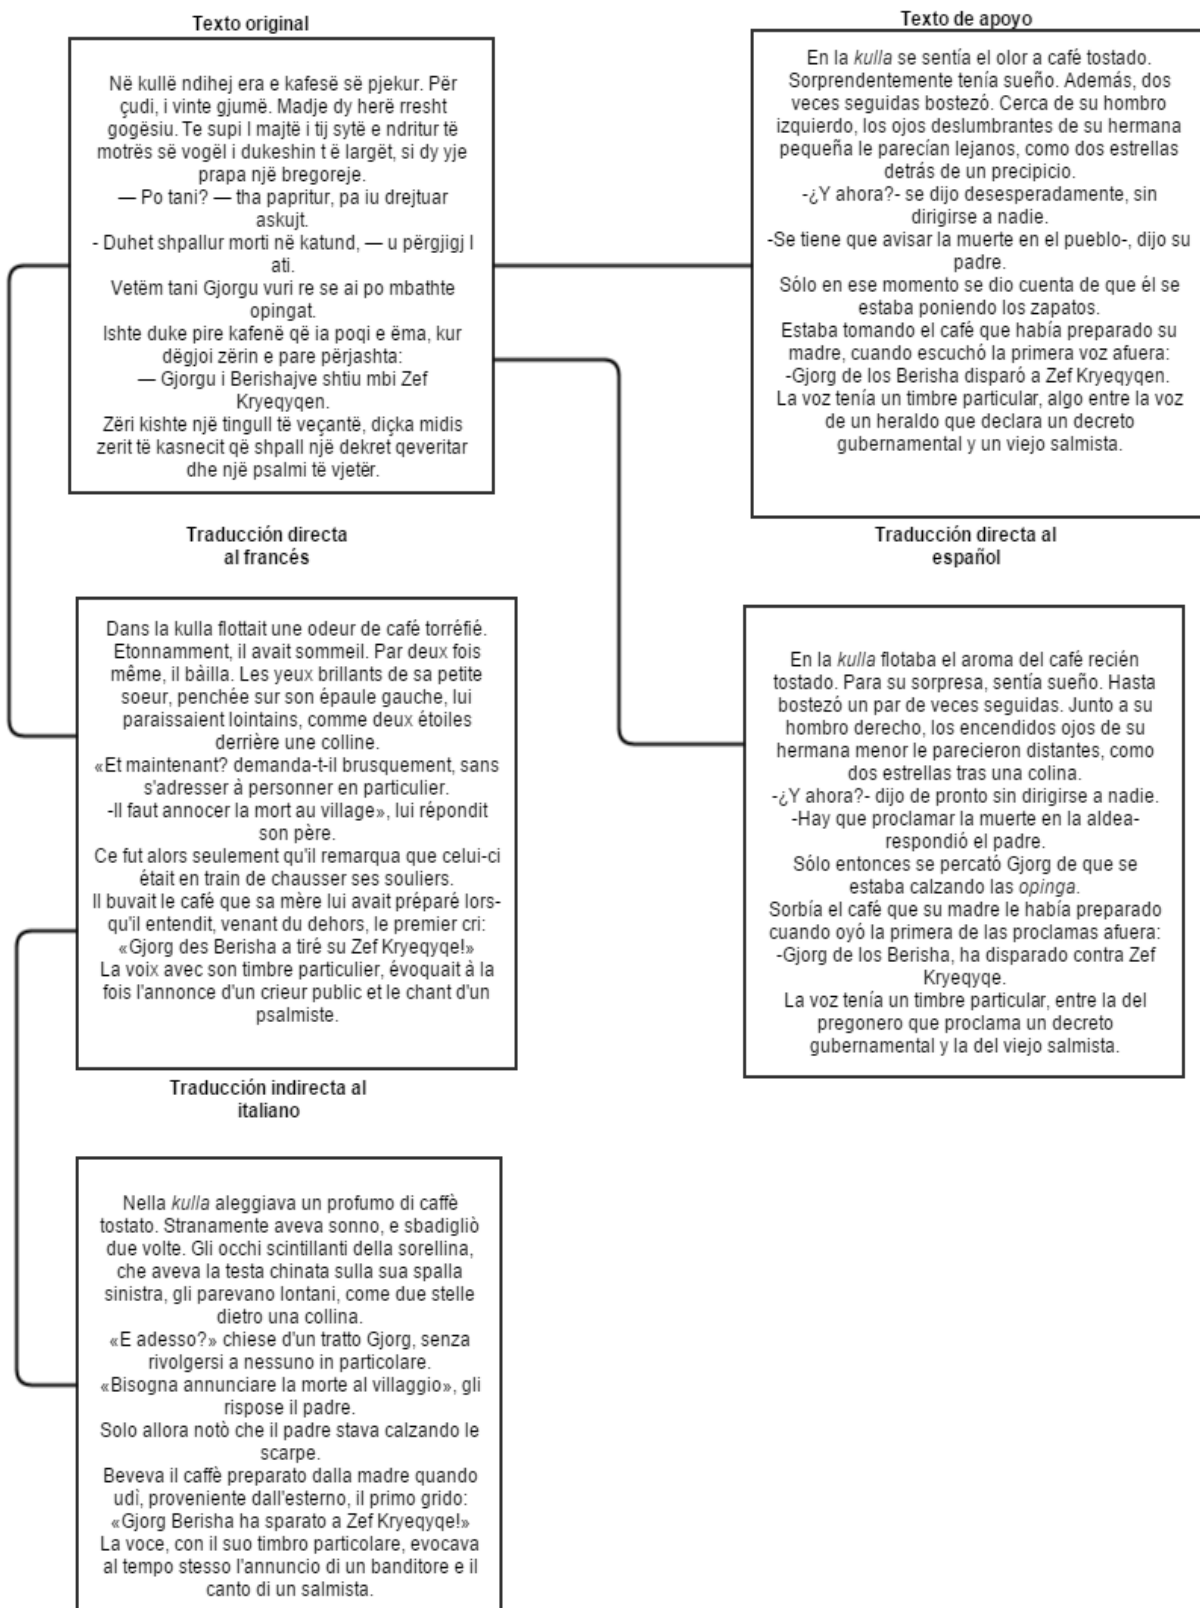 Texto original
Në kullë ndihej era e kafesë së pjekur. Për
çudi, i vinte gjumë. Madje dy herë rresht
gogësiu. Te supi I majtë i tij sytë e ndritur të
motrës së vogël i dukeshin t ë largët, si dy yje
prapa një bregoreje.
— Po tani? — tha papritur, pa iu drejtuar
askujt.
- Duhet shpallur morti në katund, — u përgjigj I
ati.
Vetëm tani Gjorgu vuri re se ai po mbathte
opingat.
Ishte duke pire kafenë që ia poqi e ëma, kur
dëgjoi zërin e pare përjashta:
— Gjorgu i Berishajve shtiu mbi Zef
Kryeqyqen.
Zëri kishte një tingull të veçantë, diçka midis
zerit të kasnecit që shpall një dekret qeveritar
dhe një psalmi të vjetër.
Texto de apoyo
En la kulla se sentía el olor a café tostado.
Sorprendentemente tenía sueño. Además, dos
veces seguidas bostezó. Cerca de su hombro
izquierdo, los ojos deslumbrantes de su hermana
pequeña le parecían lejanos, como dos estrellas
detrás de un precipicio.
-¿Y ahora?- se dijo desesperadamente, sin
dirigirse a nadie.
-Se tiene que avisar la muerte en el pueblo-, dijo su
padre.
Sólo en ese momento se dio cuenta de que él se
estaba poniendo los zapatos.
Estaba tomando el café que había preparado su
madre, cuando escuchó la primera voz afuera:
-Gjorg de los Berisha disparó a Zef Kryeqyqen.
La voz tenía un timbre particular, algo entre la voz
de un heraldo que declara un decreto
gubernamental y un viejo salmista.
Traducción directa
al francés
Dans la kulla flottait une odeur de café torréfié.
Etonnamment, il avait sommeil. Par deux fois
même, il bàilla. Les yeux brillants de sa petite
soeur, penchée sur son épaule gauche, lui
paraissaient lointains, comme deux étoiles
derrière une colline.
«Et maintenant? demanda-t-il brusquement, sans
s'adresser à personner en particulier.
-Il faut annocer la mort au village», lui répondit
son père.
Ce fut alors seulement qu'il remarqua que celui-ci
était en train de chausser ses souliers.
Il buvait le café que sa mère lui avait préparé lors-
qu'il entendit, venant du dehors, le premier cri:
«Gjorg des Berisha a tiré su Zef Kryeqyqe!»
La voix avec son timbre particulier, évoquait à la
fois l'annonce d'un crieur public et le chant d'un
psalmiste.
Traducción directa al
español
En la kulla flotaba el aroma del café recién
tostado. Para su sorpresa, sentía sueño. Hasta
bostezó un par de veces seguidas. Junto a su
hombro derecho, los encendidos ojos de su
hermana menor le parecieron distantes, como
dos estrellas tras una colina.
-¿Y ahora?- dijo de pronto sin dirigirse a nadie.
-Hay que proclamar la muerte en la aldea-
respondió el padre.
Sólo entonces se percató Gjorg de que se
estaba calzando las opinga.
Sorbía el café que su madre le había preparado
cuando oyó la primera de las proclamas afuera:
-Gjorg de los Berisha, ha disparado contra Zef
Kryeqyqe.
La voz tenía un timbre particular, entre la del
pregonero que proclama un decreto
gubernamental y la del viejo salmista.
Traducción indirecta al
italiano
Nella kulla aleggiava un profumo di caffè
tostato. Stranamente aveva sonno, e sbadigliò
due volte. Gli occhi scintillanti della sorellina,
che aveva la testa chinata sulla sua spalla
sinistra, gli parevano lontani, come due stelle
dietro una collina.
«E adesso?» chiese d'un tratto Gjorg, senza
rivolgersi a nessuno in particolare.
«Bisogna annunciare la morte al villaggio», gli
rispose il padre.
Solo allora notò che il padre stava calzando le
scarpe.
Beveva il caffè preparato dalla madre quando
udì, proveniente dall'esterno, il primo grido:
«Gjorg Berisha ha sparato a Zef Kryeqyqe!»
La voce, con il suo timbro particolare, evocava
al tempo stesso l'annuncio di un banditore e il
canto di un salmista.